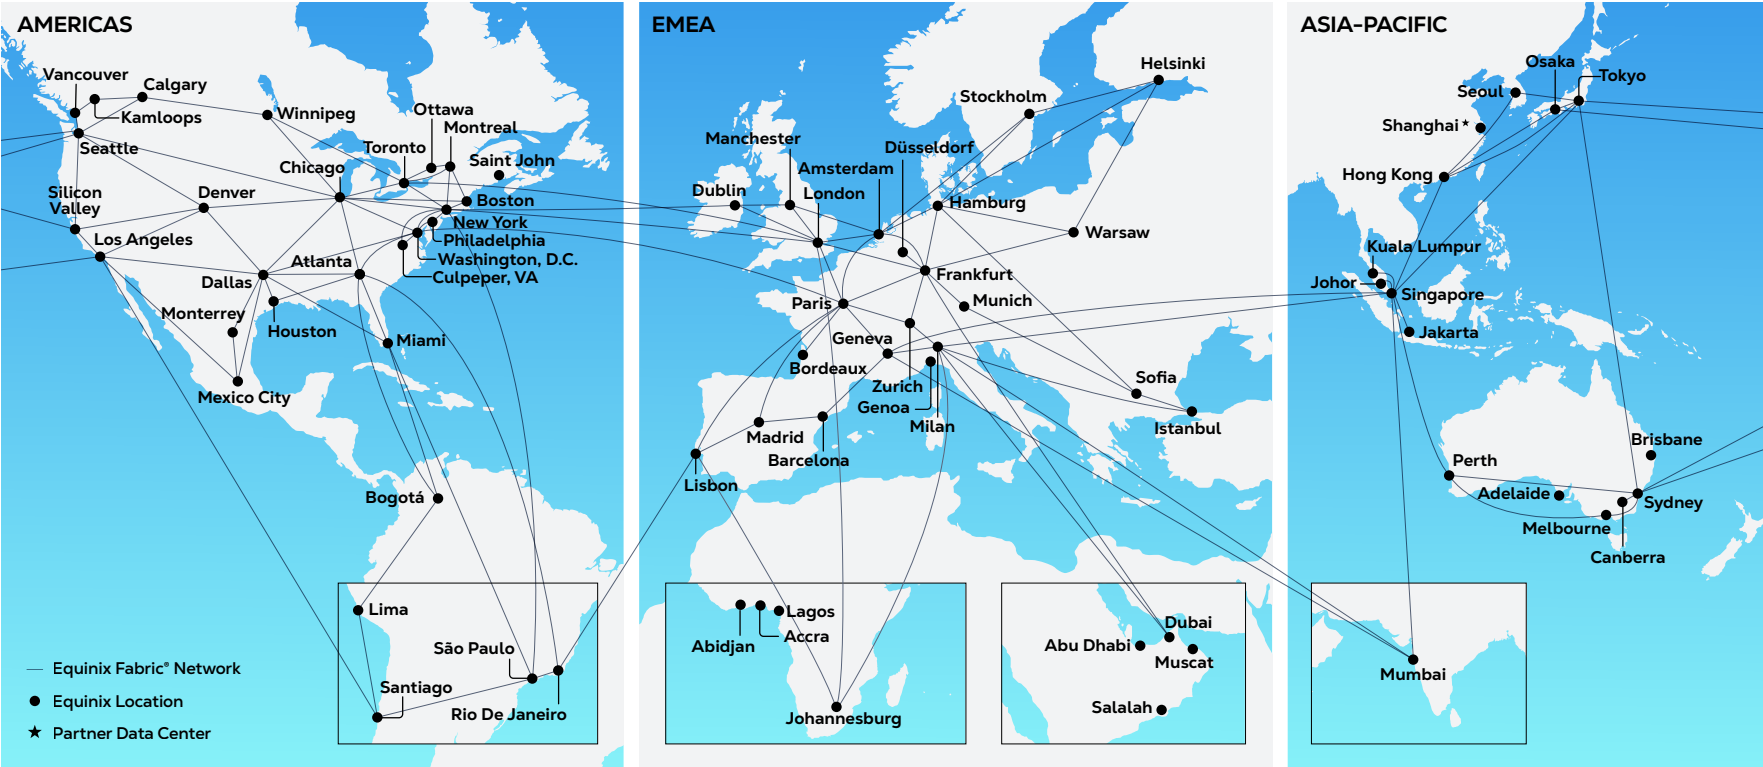 AMERICAS
Vancouver
Calgary
Kamloops
Winnipeg
Ottawa
Montreal
Seattle
Toronto
Chicago
Saint John
Silicon
Valley
Denver
Boston
New York
Los Angeles
Philadelphia
Atlanta
Washington, D.C.
Dallas
Culpeper, VA
Monterrey
Houston
Miami
Mexico City
Bogotá
Lima
São Paulo
Santiago
Rio De Janeiro
Equinix Fabric® Network
Equinix Location
Partner Data Center
EMEA
Helsinki
Stockholm
Manchester
Düsseldorf
Amsterdam
Dublin
London
Hamburg
Warsaw
Frankfurt
Paris
Munich
Geneva
Bordeaux
Zurich
Sofia
Genoa
Milan
Istanbul
Madrid
Barcelona
Lisbon
Lagos
Accra
Abidjan
Johannesburg
Dubai
Abu Dhabi
Muscat
Salalah
ASIA-PACIFIC
Osaka
Tokyo
Seoul
Shanghai ★
Hong Kong
Kuala Lumpur
Johor
Singapore
Jakarta
Brisbane
Perth
Adelaide
Sydney
Melbourne
Canberra
Mumbai